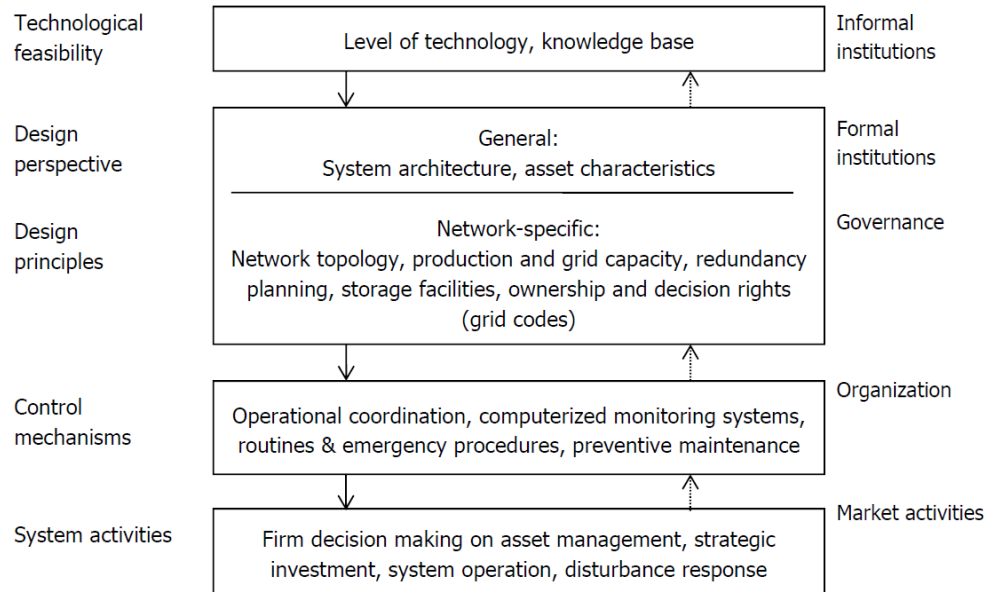 Technological
feasibility
Level of technology, knowledge base
Informal
institutions
Design
perspective
General:
System architecture, asset characteristics
Formal
institutions
Design
principles
Network-specific:
Network topology, production and grid capacity, redundancy
planning, storage facilities, ownership and decision rights
(grid codes)
Governance
Control
mechanisms
Operational coordination, computerized monitoring systems,
routines & emergency procedures, preventive maintenance
Organization
System activities
Firm decision making on asset management, strategic
investment, system operation, disturbance response
Market activities